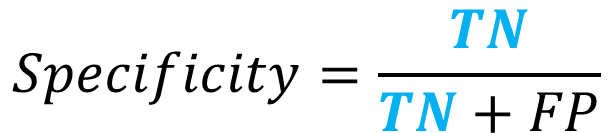 Specificity = TN / TN + FP